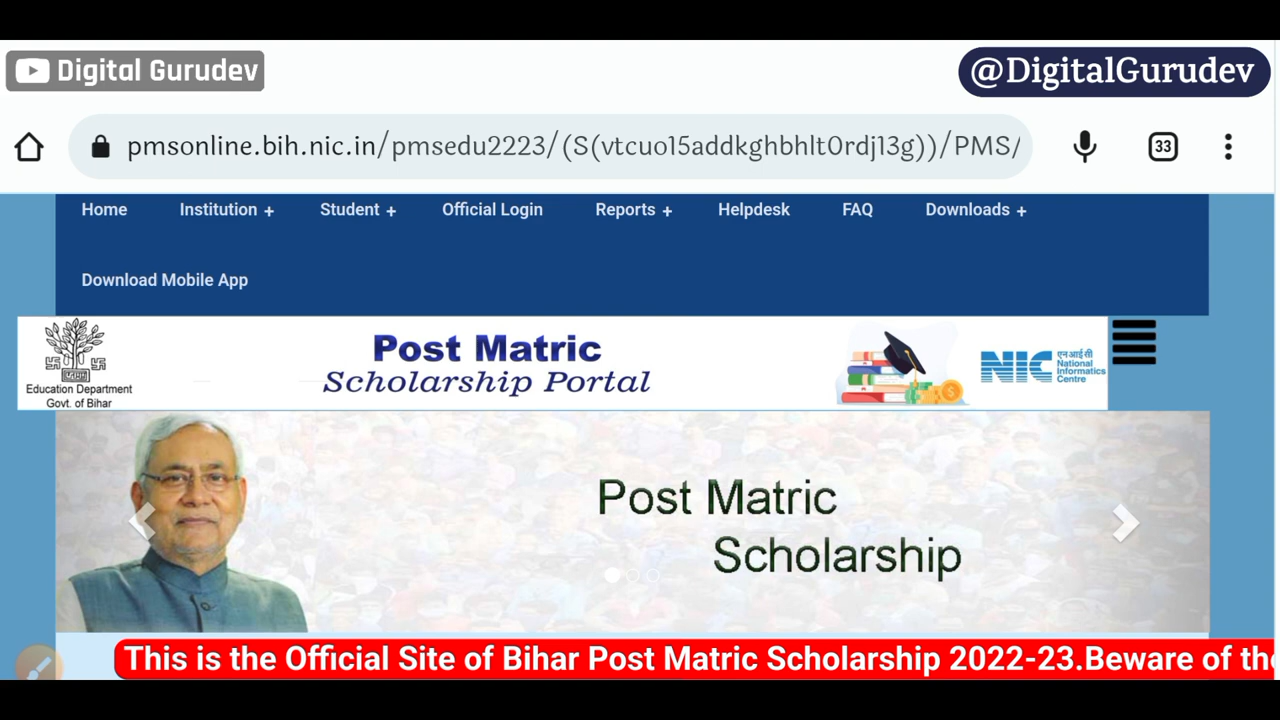 Digital Gurudev
@DigitalGurudev
pmsonline.bih.nic.in/pmsedu2223/(S(vtcuo15addkghbhlt0rdj13g))/PMS/
33
Home Institution + Student + Official Login Reports + Helpdesk FAQ Downloads +
Download Mobile App
Education Department
Govt. of Bihar
Post Matric
Scholarship Portal
NIC
एन आई सी
National
Informatics
Centre
Post Matric
Scholarship
This is the Official Site of Bihar Post Matric Scholarship 2022-23.Beware of